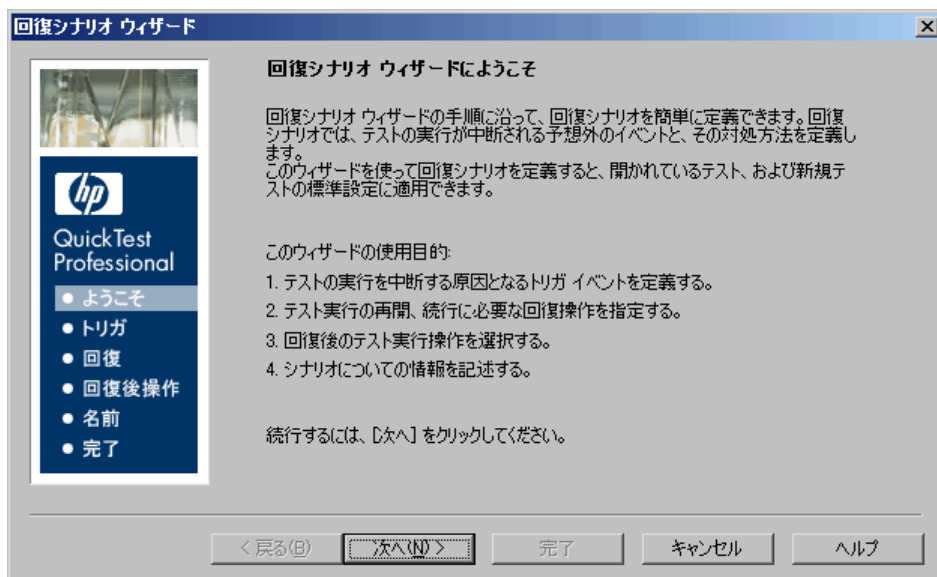 回復シナリオ ウィザード
回復シナリオ ウィザードにようこそ
回復シナリオ ウィザードの手順に沿って、回復シナリオを簡単に定義できます。回復
シナリオでは、テストの実行が中断される予想外のイベントと、その対処方法を定義し
ます。
このウィザードを使って回復シナリオを定義すると、開かれているテスト、および新規テ
ストの標準設定に適用できます。
hp
QuickTest
Professional
ようこそ
トリガ
回復
回復後操作
名前
完了
このウィザードの使用目的:
1. テストの実行を中断する原因となるトリガ イベントを定義する。
2. テスト実行の再開、続行に必要な回復操作を指定する。
3. 回復後のテスト実行操作を選択する。
4. シナリオについての情報を記述する。
続行するには、[次へ] をクリックしてください。
< 戻る(B)
次へ(N) >
完了
キャンセル
ヘルプ